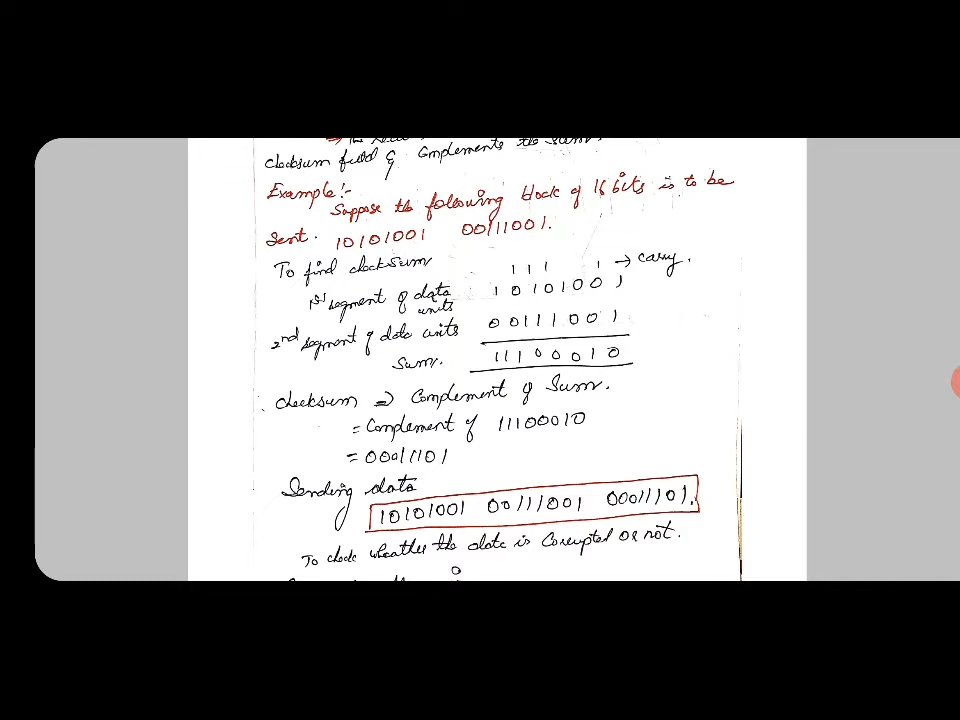 checksum field & complements the sum.
Example:-
Suppose the following block of 16 bits is to be
sent. 10101001 00111001.
To find checksum
1 1 1 1 → carry.
1st segment of data units 1 0 1 0 1 0 0 1
2nd segment of data units 0 0 1 1 1 0 0 1
Sum. 1 1 1 0 0 0 1 0
Checksum ⇒ Complement of Sum.
= Complement of 11100010
= 00011101
Sending data
10101001 00111001 00011101.
To check wheather the data is Corrupted or not.